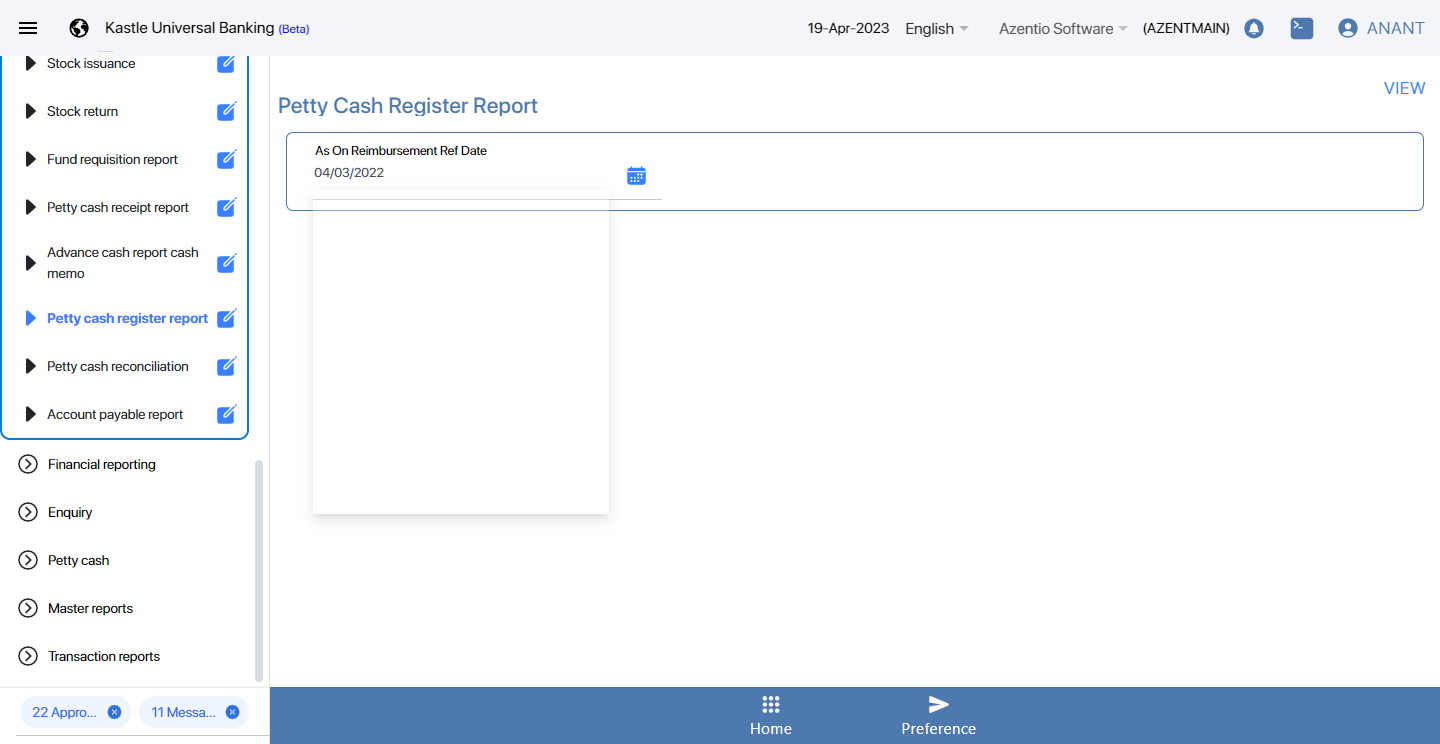 Kastle Universal Banking (Beta)
19-Apr-2023
English
Azentio Software
(AZENTMAIN)
ANANT
Stock issuance
Stock return
Fund requisition report
Petty cash receipt report
Advance cash report cash
memo
Petty cash register report
Petty cash reconciliation
Account payable report
Financial reporting
Enquiry
Petty cash
Master reports
Transaction reports
22 Appro...
11 Messa...
VIEW
Petty Cash Register Report
As On Reimbursement Ref Date
04/03/2022
Home
Preference